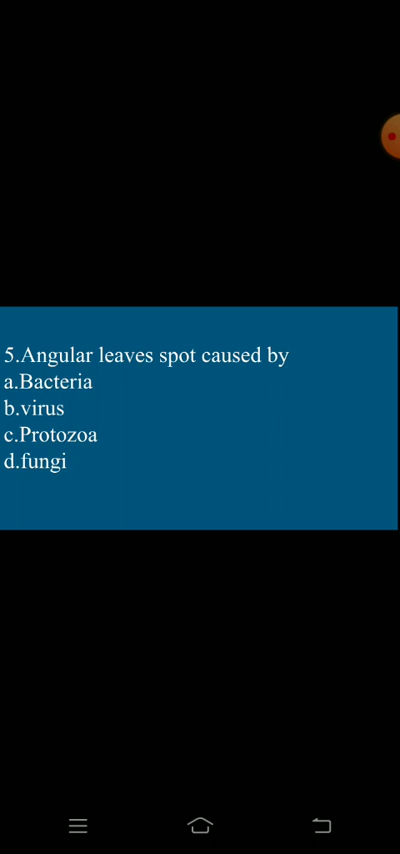 5.Angular leaves spot caused by
a.Bacteria
b.virus
c.Protozoa
d.fungi